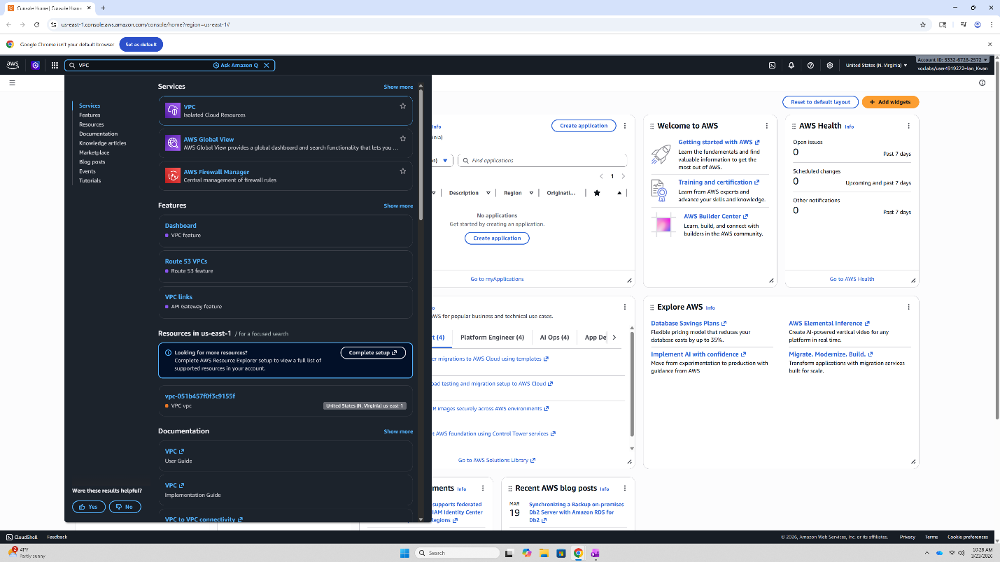 Console Home | Console Home
us-east-1.console.aws.amazon.com/console/home?region=us-east-1#
Google Chrome isn't your default browser
Set as default
aws
VPC
Ask Amazon Q
United States (N. Virginia)
Account ID: 5332-6728-2572
voclabs/user4919272=Ian_Kwan
Services
Features
Resources
Documentation
Knowledge articles
Marketplace
Blog posts
Events
Tutorials
Services
Show more
VPC
Isolated Cloud Resources
AWS Global View
AWS Global View provides a global dashboard and search functionality that lets you ...
AWS Firewall Manager
Central management of firewall rules
Features
Show more
Dashboard
VPC feature
Route 53 VPCs
Route 53 feature
VPC links
API Gateway feature
Resources in us-east-1 / for a focused search
Looking for more resources?
Complete AWS Resource Explorer setup to view a full list of
supported resources in your account.
Complete setup
vpc-051b457f0f3c9155f
VPC vpc
United States (N. Virginia) us-east-1
Documentation
Show more
VPC
User Guide
VPC
Implementation Guide
VPC to VPC connectivity
Were these results helpful?
Yes
No
Reset to default layout
Add widgets
Info
Create application
Find applications
1
Description
Region
Originati...
No applications
Get started by creating an application.
Create application
Go to myApplications
Welcome to AWS
Getting started with AWS
Learn the fundamentals and find
valuable information to get the
most out of AWS.
Training and certification
Learn from AWS experts and
advance your skills and knowledge.
AWS Builder Center
Learn, build, and connect with
builders in the AWS community.
AWS Health Info
Open issues
0
Past 7 days
Scheduled changes
0
Upcoming and past 7 days
Other notifications
0
Past 7 days
Go to AWS Health
AWS for popular business and technical use cases.
(4)
Platform Engineer (4)
AI Ops (4)
App De
er migrations to AWS Cloud using templates
oad testing and migration setup to AWS Cloud
R images securely across AWS environments
t AWS foundation using Control Tower services
Go to AWS Solutions Library
Explore AWS Info
Database Savings Plans
Flexible pricing model that reduces your
database costs by up to 35%.
AWS Elemental Inference
Create AI-powered vertical video for any
platform in real time.
Implement AI with confidence
Move from experimentation to production with
guidance from AWS
Migrate. Modernize. Build.
Transform applications with migration services
built for scale.
ments Info
supports federated
IAM Identity Center
Regions
Recent AWS blog posts Info
MAR
19
Synchronizing a Backup on-premises
Db2 Server with Amazon RDS for
Db2
CloudShell
Feedback
© 2026, Amazon Web Services, Inc. or its affiliates.
Privacy
Terms
Cookie preferences
2
41°F
Partly sunny
Search
10:28 AM
3/23/2026